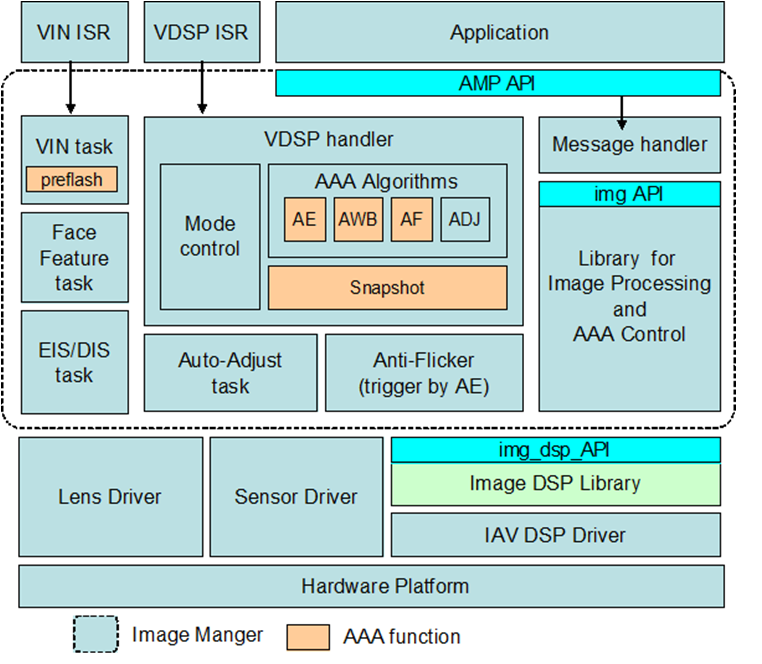 VIN ISR
VDSP ISR
Application
AMP API
VIN task
preflash
VDSP handler
Message handler
Mode
control
AAA Algorithms
AE
AWB
AF
ADJ
Snapshot
img API
Library for
Image Processing
and
AAA Control
Face
Feature
task
EIS/DIS
task
Auto-Adjust
task
Anti-Flicker
(trigger by AE)
Lens Driver
Sensor Driver
img_dsp_API
Image DSP Library
IAV DSP Driver
Hardware Platform
Image Manger
AAA function